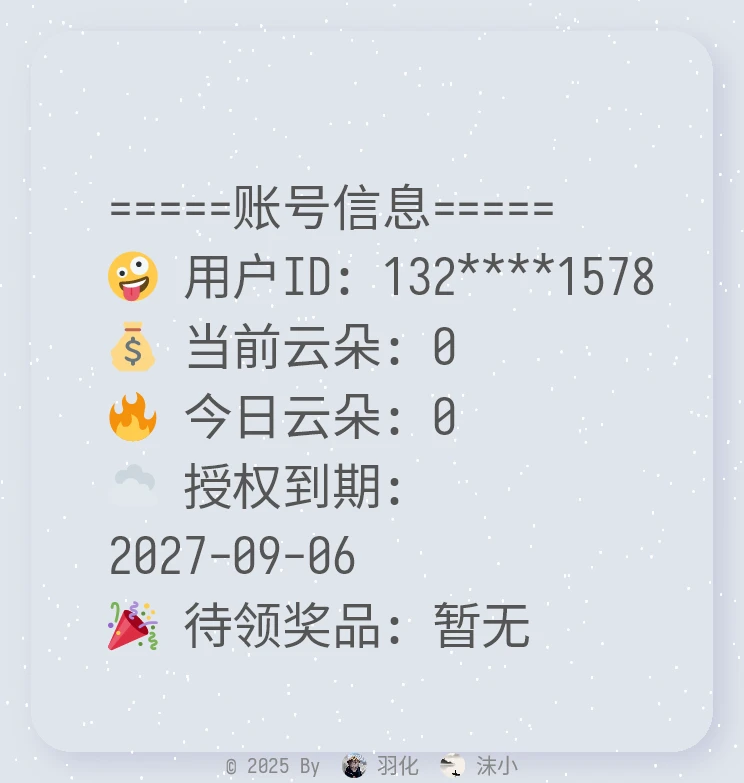 =====账号信息=====
🤪 用户ID: 132****1578
💰 当前云朵: 0
🔥 今日云朵: 0
☁️ 授权到期:
2027-09-06
🎉 待领奖品: 暂无
© 2025 By 羽化 沫小